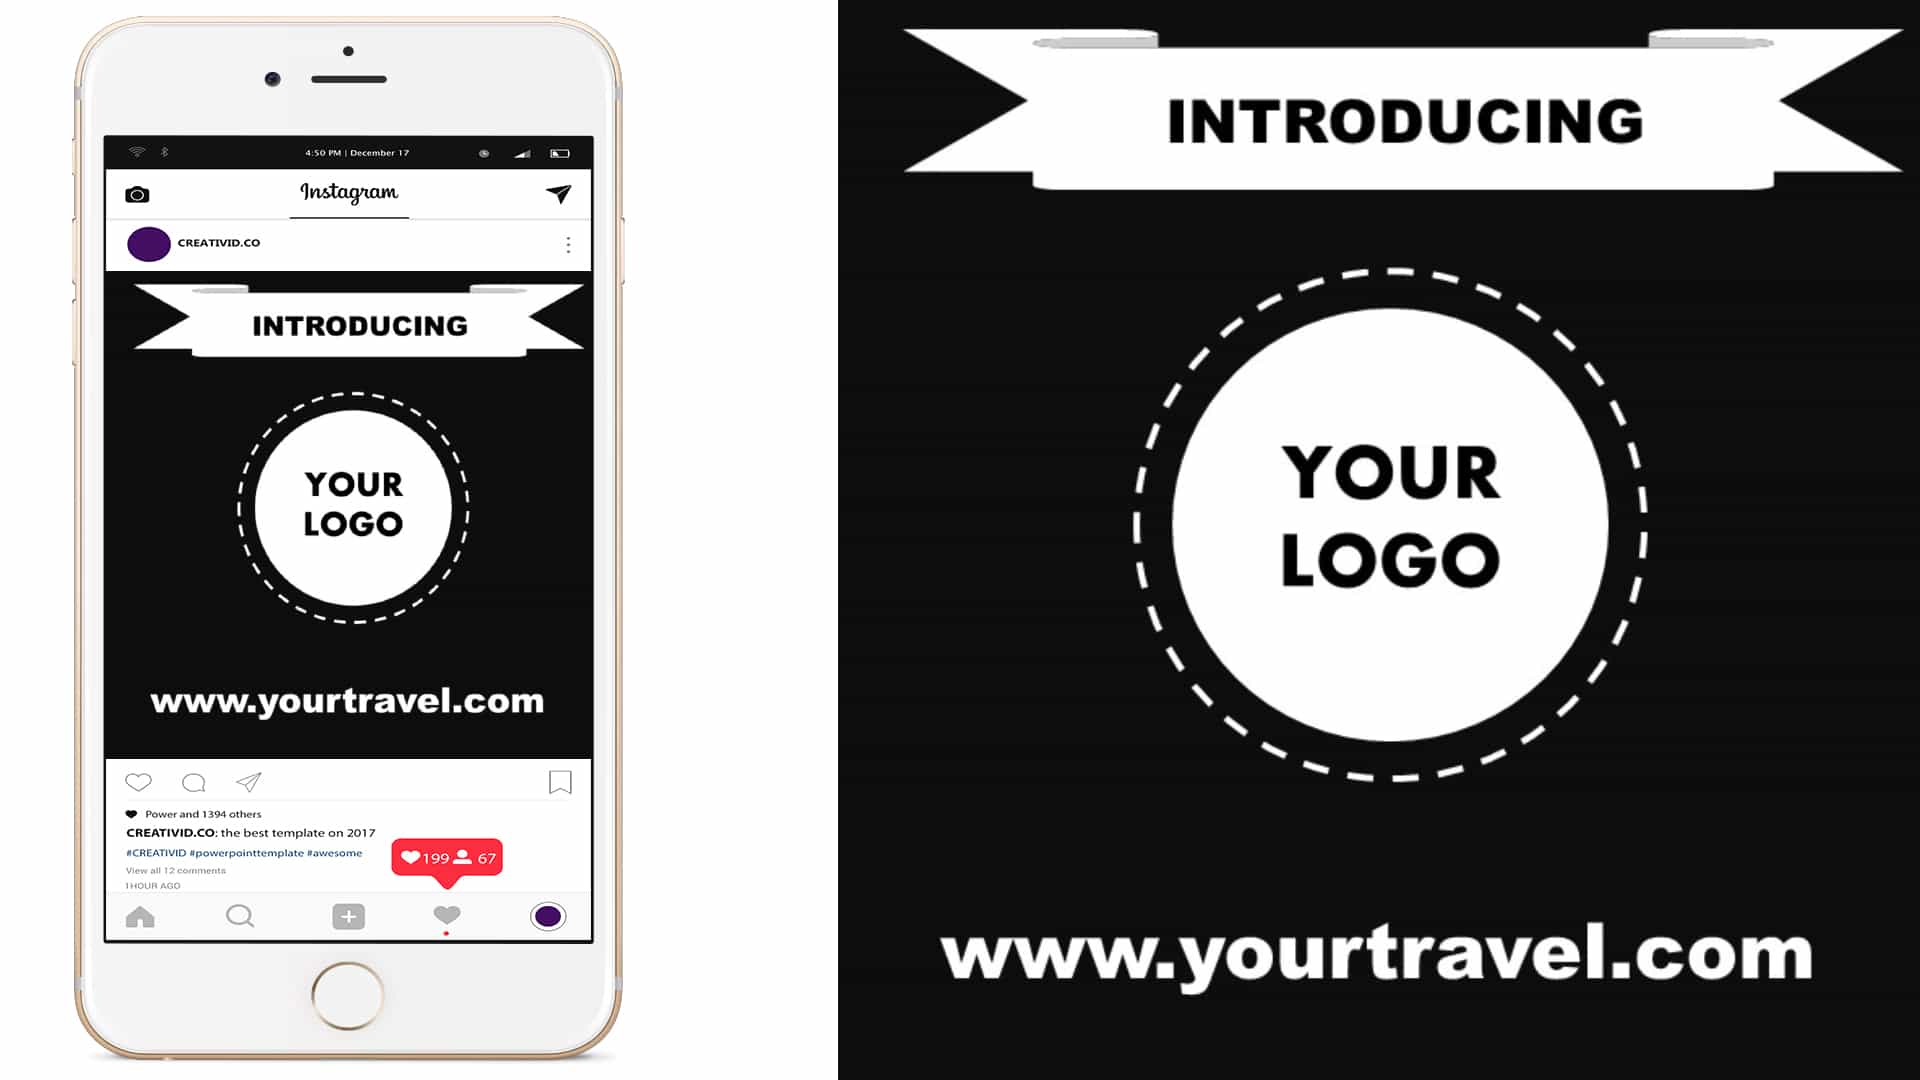 4:50 PM | December 17
Instagram
CREATIVID.CO
INTRODUCING
YOUR
LOGO
www.yourtravel.com
Power and 1394 others
CREATIVID.CO: the best template on 2017
#CREATIVID #powerpointtemplate #awesome
View all 12 comments
1HOUR AGO
199 67
INTRODUCING
YOUR
LOGO
www.yourtravel.com